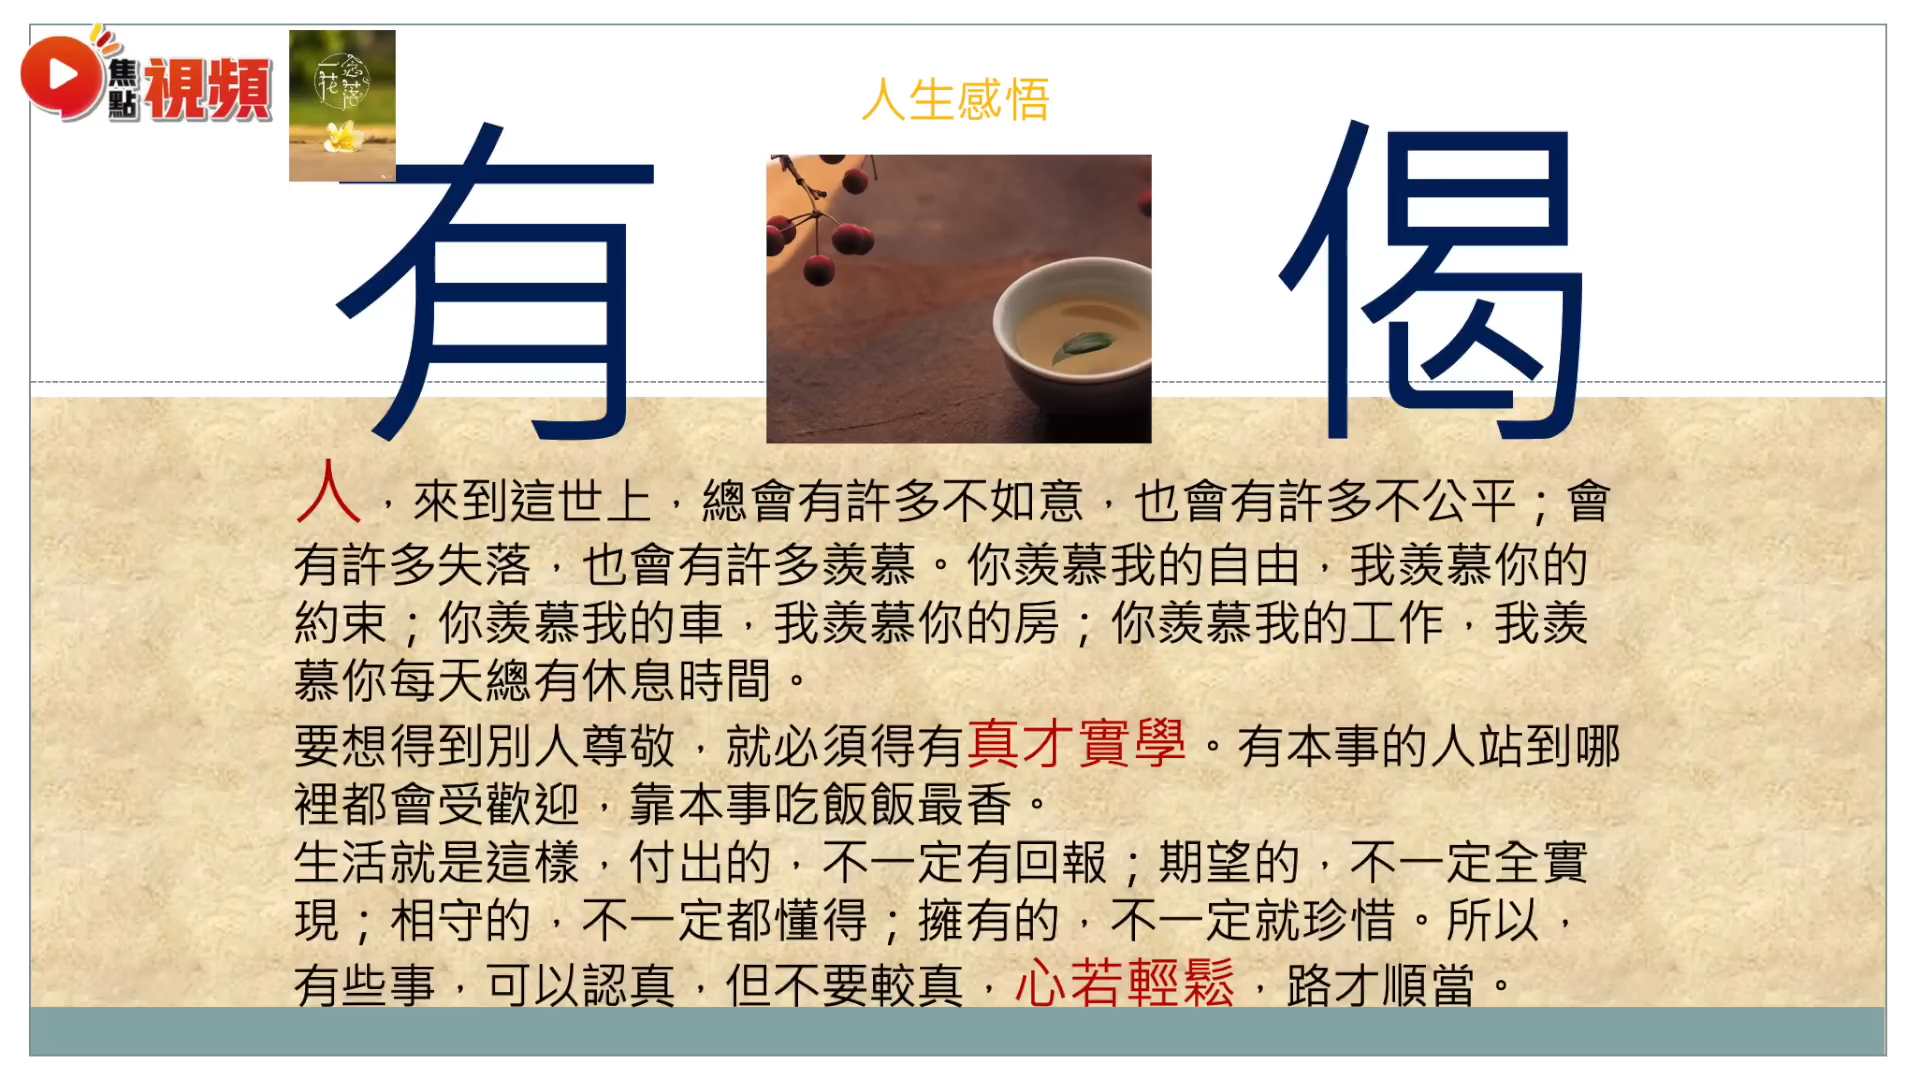 焦點視頻
一念花落
人生感悟
有偈
人，來到這世上，總會有許多不如意，也會有許多不公平；會
有許多失落，也會有許多羨慕。你羨慕我的自由，我羨慕你的
約束；你羨慕我的車，我羨慕你的房；你羨慕我的工作，我羨
慕你每天總有休息時間。
要想得到別人尊敬，就必須得有真才實學。有本事的人站到哪
裡都會受歡迎，靠本事吃飯飯最香。
生活就是這樣，付出的，不一定有回報；期望的，不一定全實
現；相守的，不一定都懂得；擁有的，不一定就珍惜。所以，
有些事，可以認真，但不要較真，心若輕鬆，路才順當。